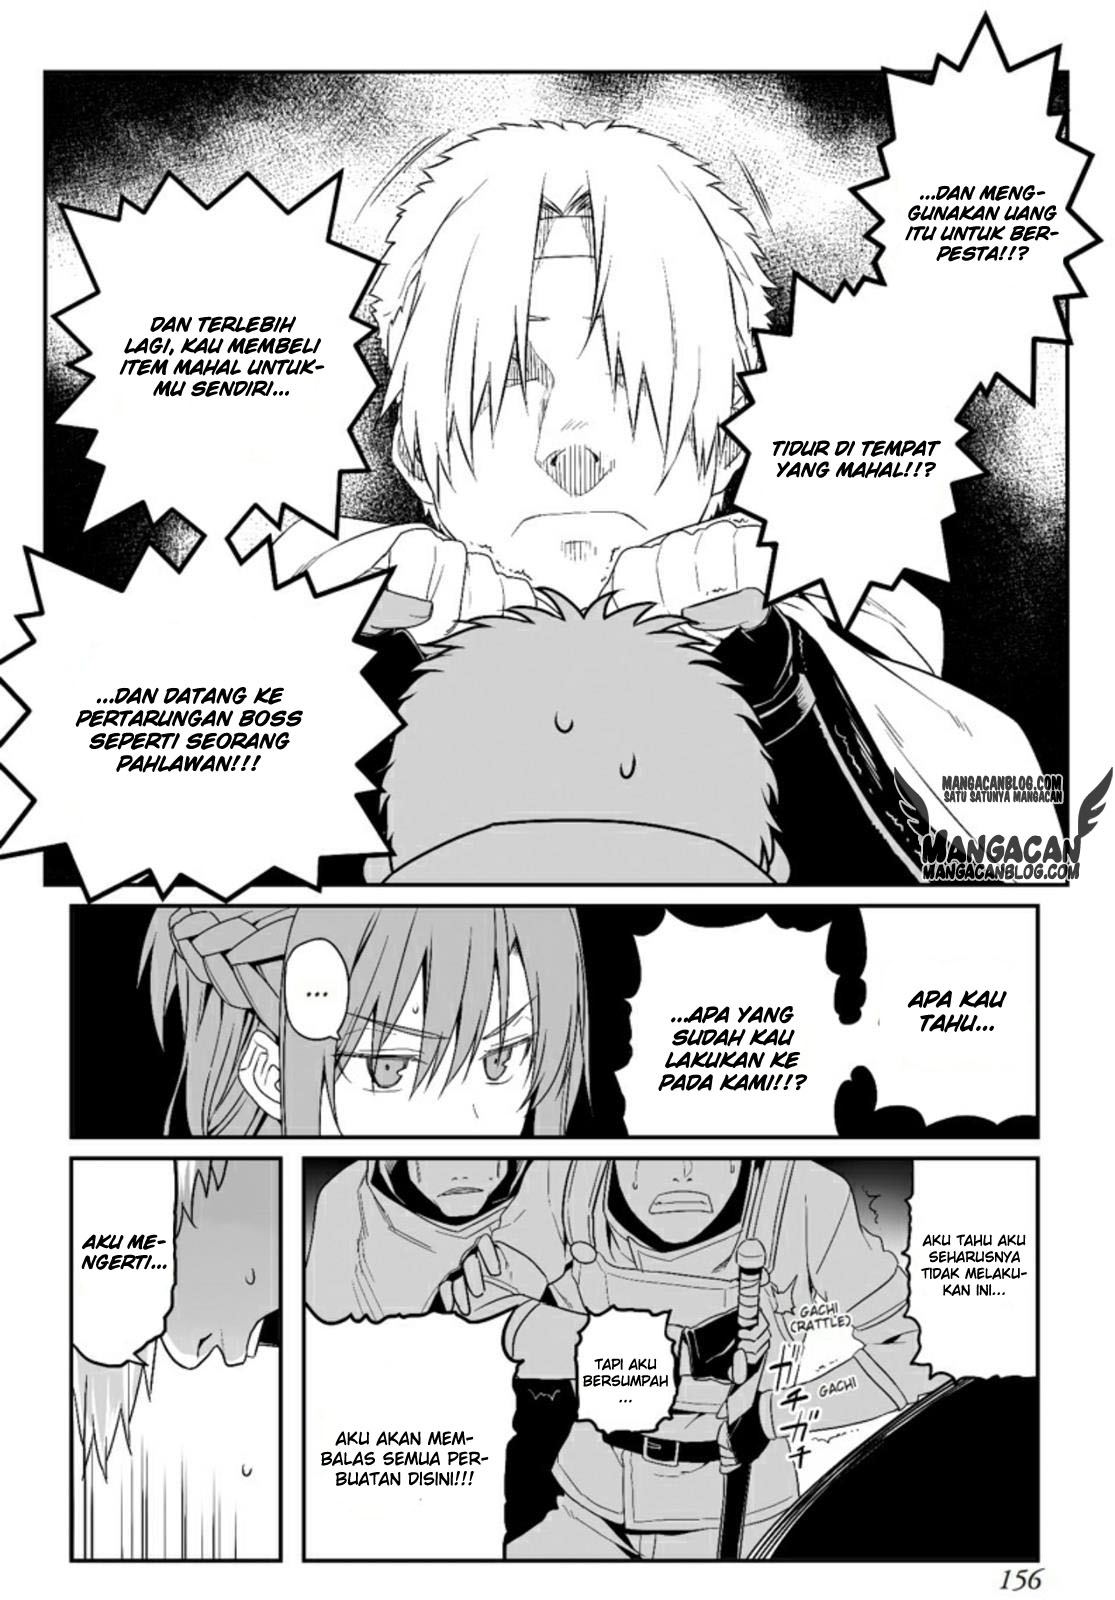 ...DAN MENG-
GUNAKAN UANG
ITU UNTUK BER-
PESTA!!?
TIDUR DI TEMPAT
YANG MAHAL!!?
DAN TERLEBIH
LAGI, KAU MEMBELI
ITEM MAHAL UNTUK-
MU SENDIRI...
...DAN DATANG KE
PERTARUNGAN BOSS
SEPERTI SEORANG
PAHLAWAN!!!
MANGACANBLOG.COM
SATU SATUNYA MANGACAN
MANGACAN
MANGACANBLOG.COM
APA KAU
TAHU...
...APA YANG
SUDAH KAU
LAKUKAN KE
PADA KAMI!!?
...
AKU TAHU AKU
SEHARUSNYA
TIDAK MELAKU-
KAN INI...
GACHI
(RATTLE)
GACHI
ガチ
ガチ
TAPI AKU
BERSUMPAH
...
AKU AKAN MEM-
BALAS SEMUA PER-
BUATAN DISINI!!!
AKU ME-
NGERTI...
156